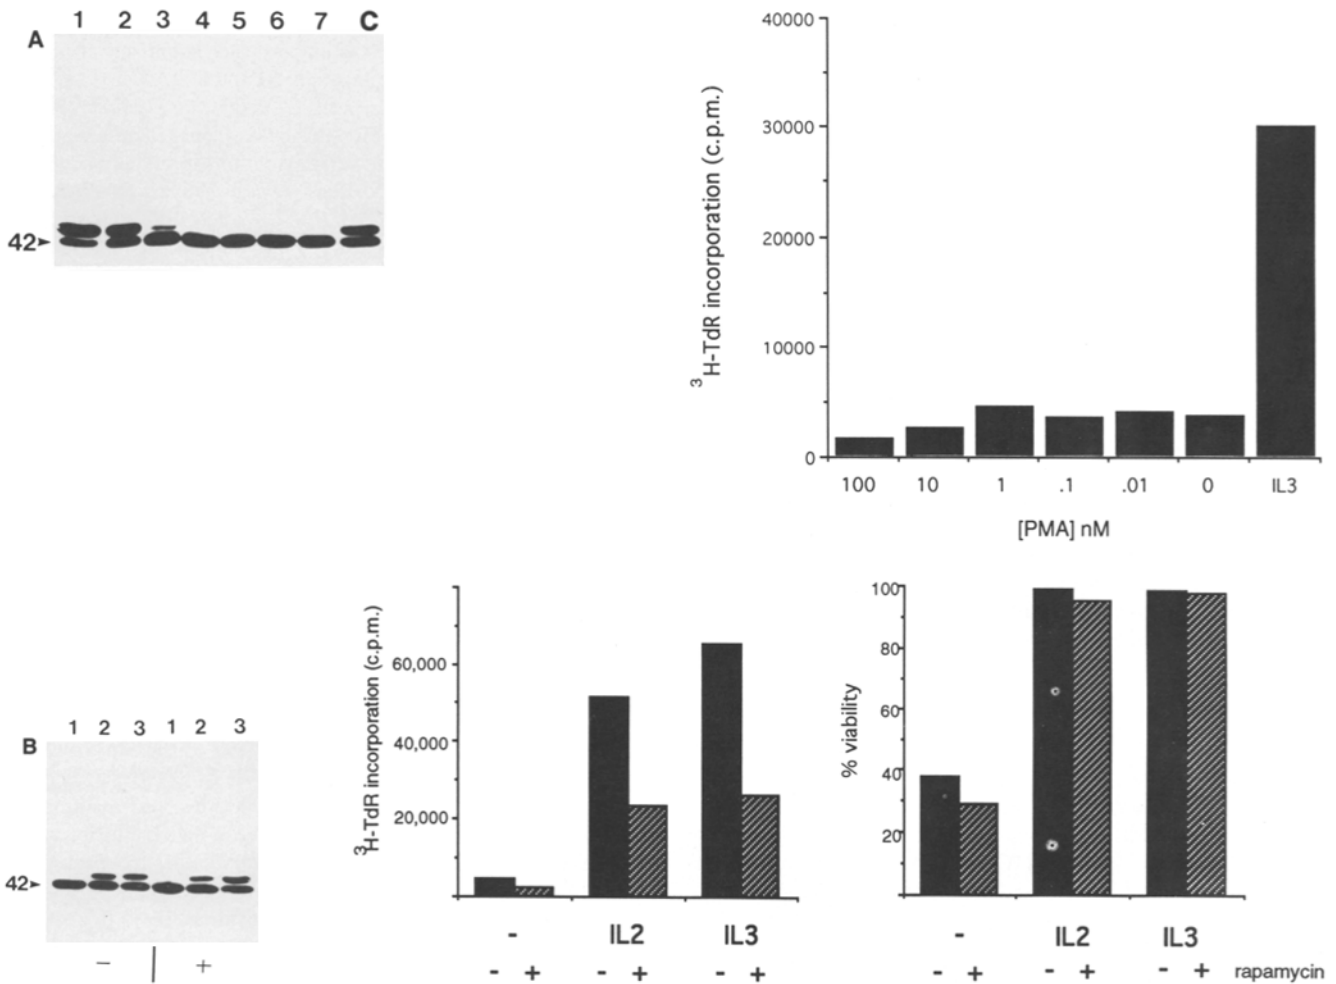 1 2 3 4 5 6 7 C
A
42
40000
30000
20000
10000
0
³H-TdR incorporation (c.p.m.)
100 10 1 .1 .01 0 IL3
[PMA] nM
1 2 3 1 2 3
B
42
− | +
60,000
40,000
20,000
³H-TdR incorporation (c.p.m.)
- IL2 IL3
- + - + - +
100
80
60
40
20
% viability
- IL2 IL3
- + - + - + rapamycin